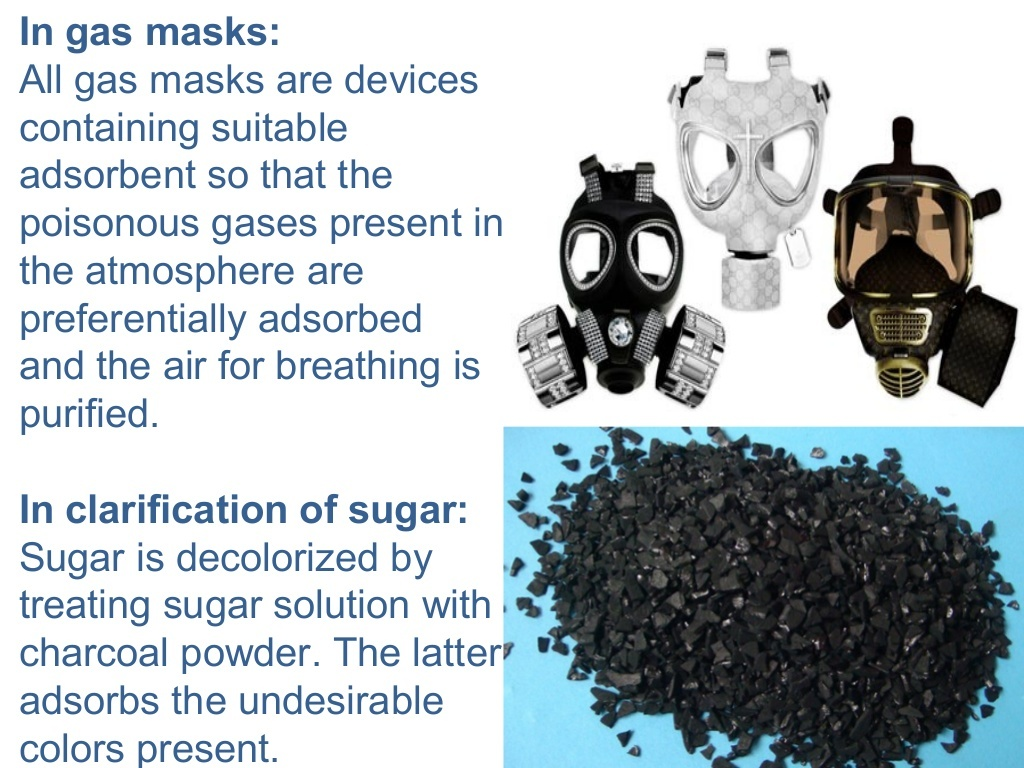 In gas masks:
All gas masks are devices
containing suitable
adsorbent so that the
poisonous gases present in
the atmosphere are
preferentially adsorbed
and the air for breathing is
purified.
In clarification of sugar:
Sugar is decolorized by
treating sugar solution with
charcoal powder. The latter
adsorbs the undesirable
colors present.